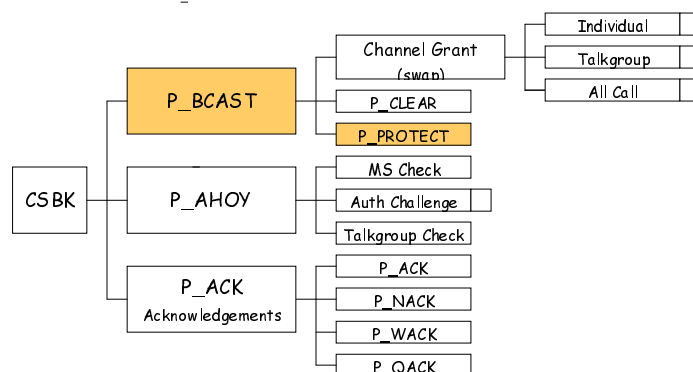 Individual
Channel Grant
(swap)
Talkgroup
P_BCAST
P_CLEAR
All Call
P_PROTECT
MS Check
CSBK
P_AHOY
Auth Challenge
Talkgroup Check
P_ACK
Acknowledgements
P_ACK
P_NACK
P_WACK
P_QACK